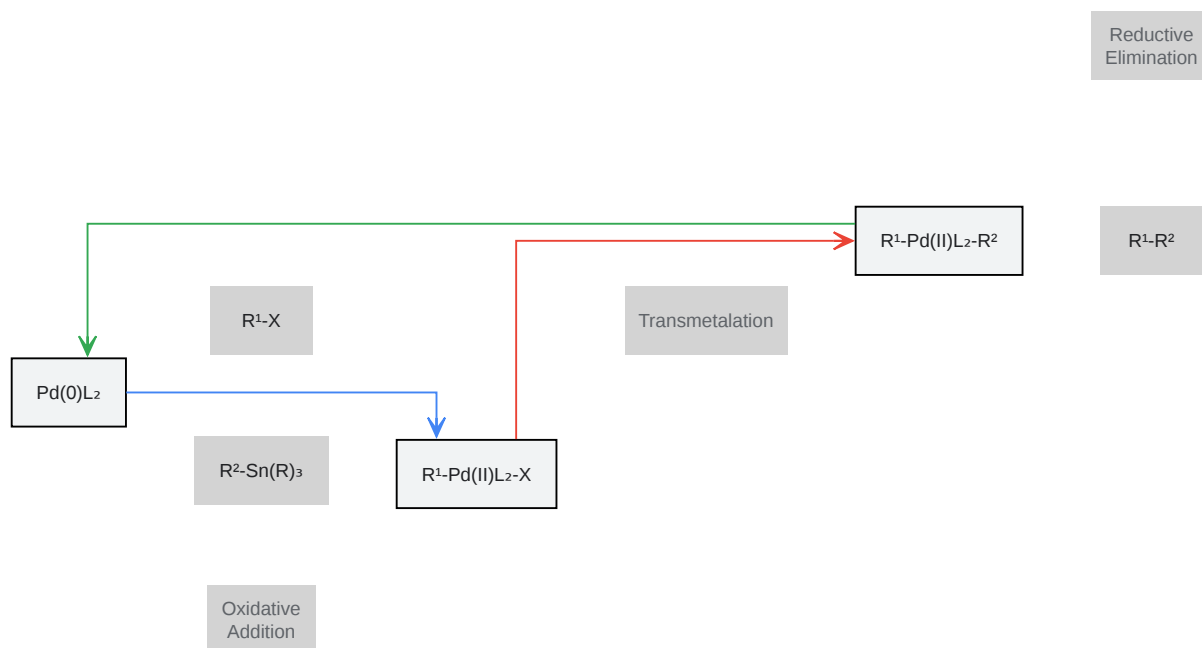 Reductive
Elimination
R¹-Pd(II)L₂-R²
R¹-R²
R¹-X
Transmetalation
Pd(0)L₂
R²-Sn(R)₃
R¹-Pd(II)L₂-X
Oxidative
Addition